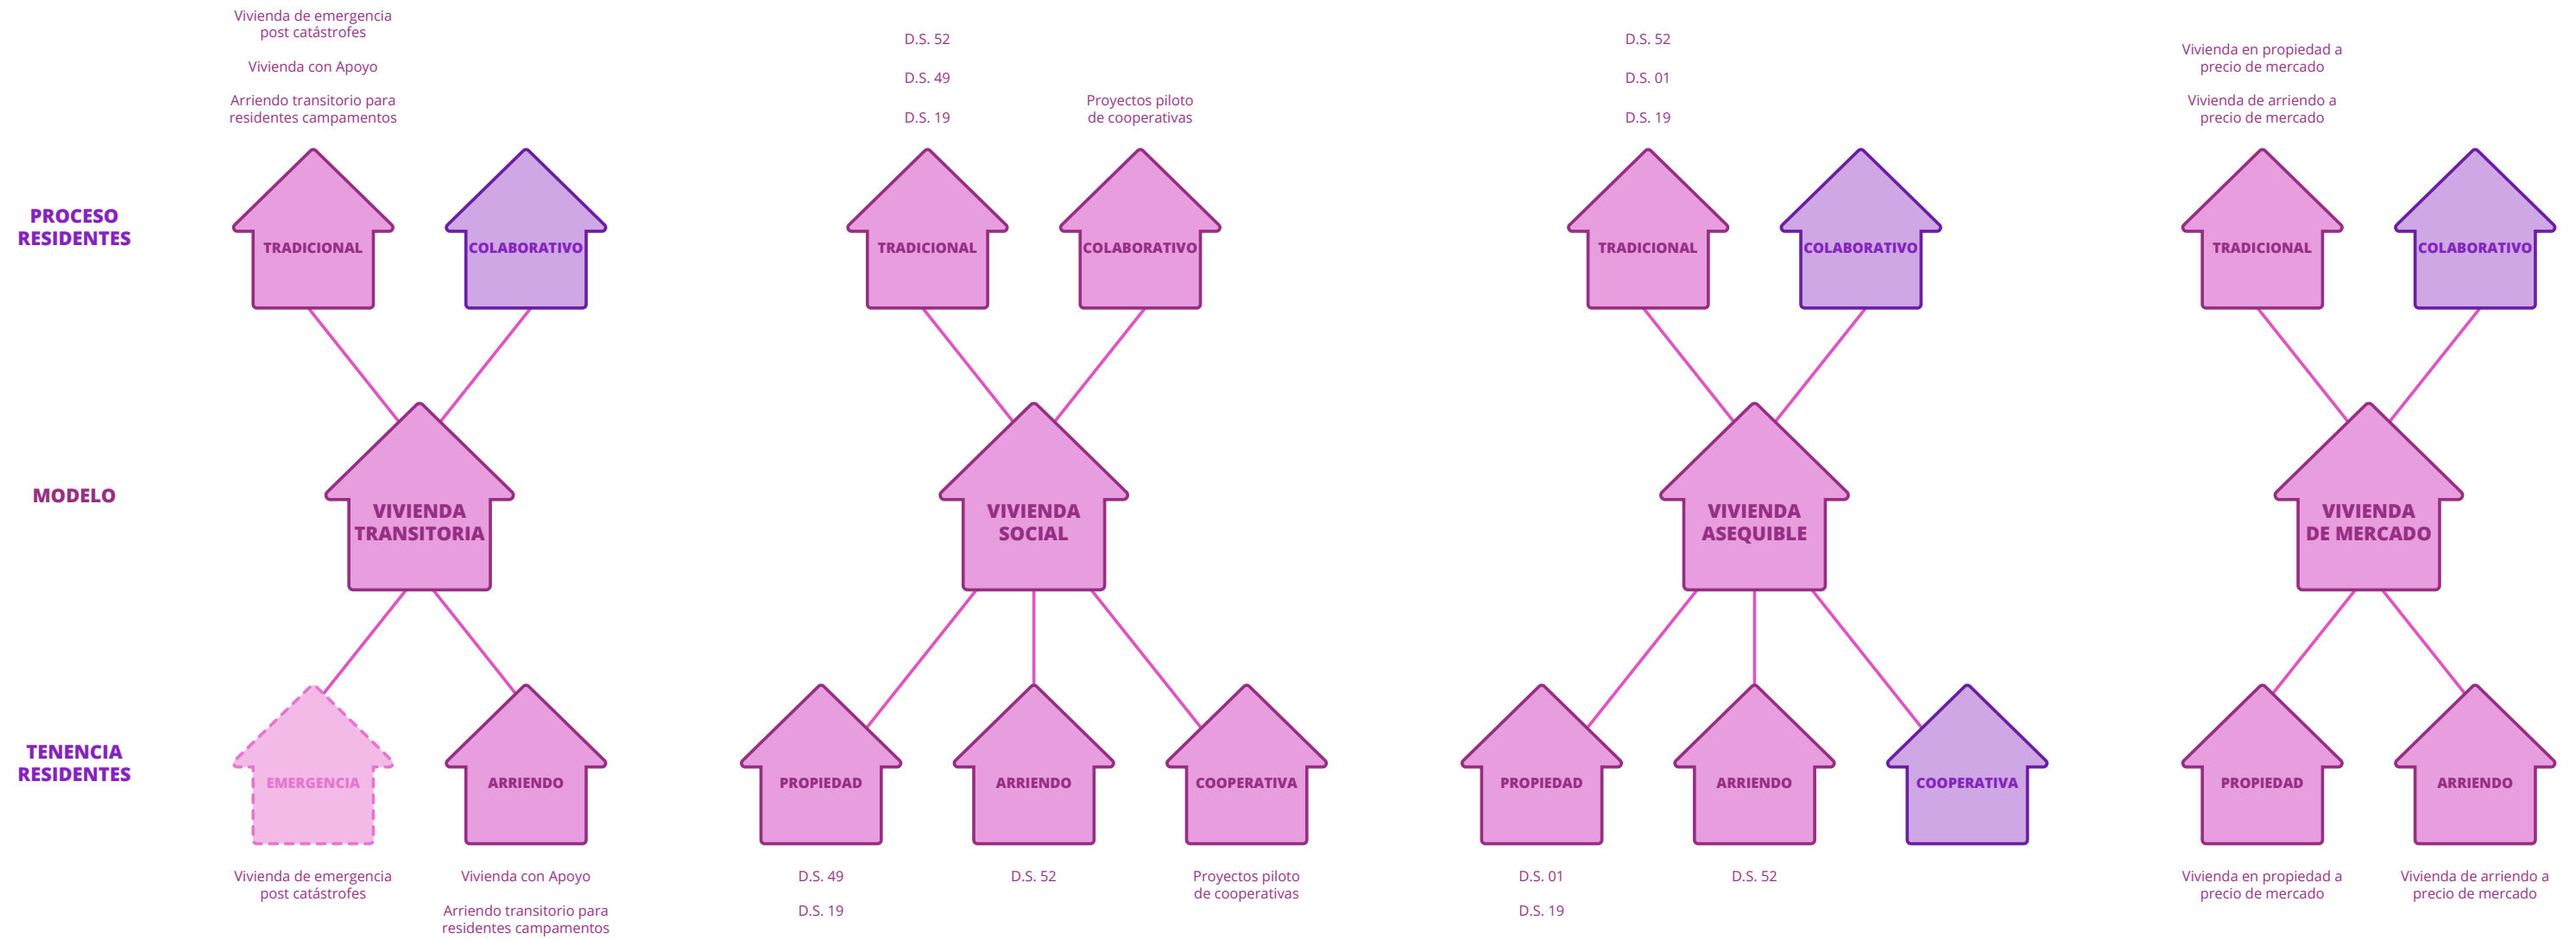 Vivienda de emergencia
post catástrofes
Vivienda con Apoyo
Arriendo transitorio para
residentes campamentos
D.S. 52
D.S. 49
D.S. 19
Proyectos piloto
de cooperativas
D.S. 52
D.S. 01
D.S. 19
Vivienda en propiedad a
precio de mercado
Vivienda de arriendo a
precio de mercado
PROCESO
RESIDENTES
TRADICIONAL
COLABORATIVO
TRADICIONAL
COLABORATIVO
TRADICIONAL
COLABORATIVO
TRADICIONAL
COLABORATIVO
MODELO
VIVIENDA
TRANSITORIA
VIVIENDA
SOCIAL
VIVIENDA
ASEQUIBLE
VIVIENDA
DE MERCADO
TENENCIA
RESIDENTES
EMERGENCIA
ARRIENDO
PROPIEDAD
ARRIENDO
COOPERATIVA
PROPIEDAD
ARRIENDO
COOPERATIVA
PROPIEDAD
ARRIENDO
Vivienda de emergencia
post catástrofes
Vivienda con Apoyo
Arriendo transitorio para
residentes campamentos
D.S. 49
D.S. 19
D.S. 52
Proyectos piloto
de cooperativas
D.S. 01
D.S. 19
D.S. 52
Vivienda en propiedad a
precio de mercado
Vivienda de arriendo a
precio de mercado